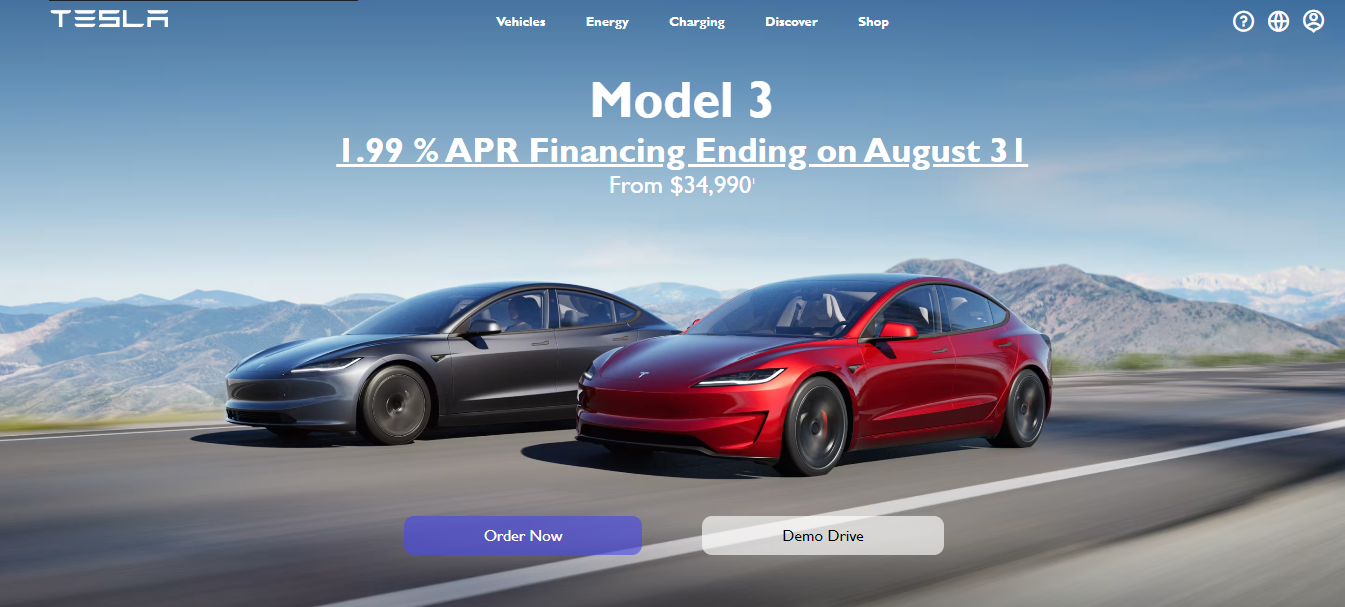 TESLA
Vehicles Energy Charging Discover Shop
Model 3
1.99 % APR Financing Ending on August 31
From $34,990¹
Order Now
Demo Drive